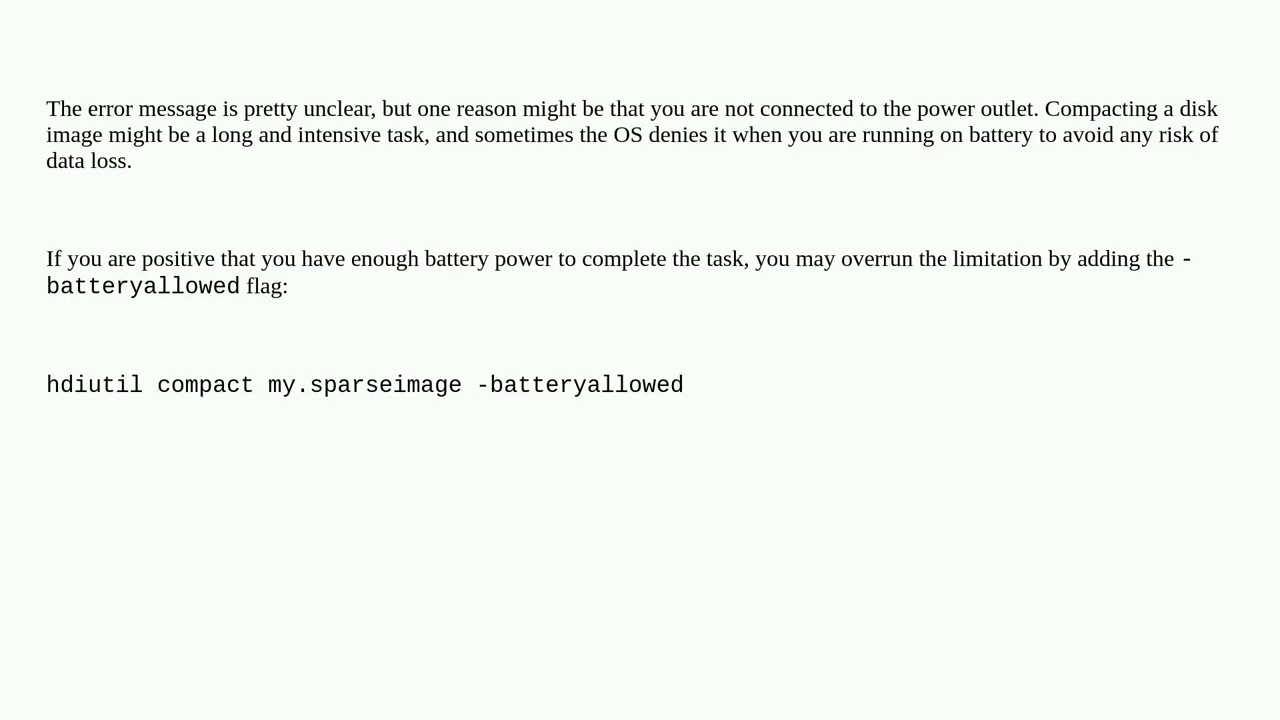 The error message is pretty unclear, but one reason might be that you are not connected to the power outlet. Compacting a disk
image might be a long and intensive task, and sometimes the OS denies it when you are running on battery to avoid any risk of
data loss.
If you are positive that you have enough battery power to complete the task, you may overrun the limitation by adding the -
batteryallowed flag:
hdiutil compact my.sparseimage -batteryallowed